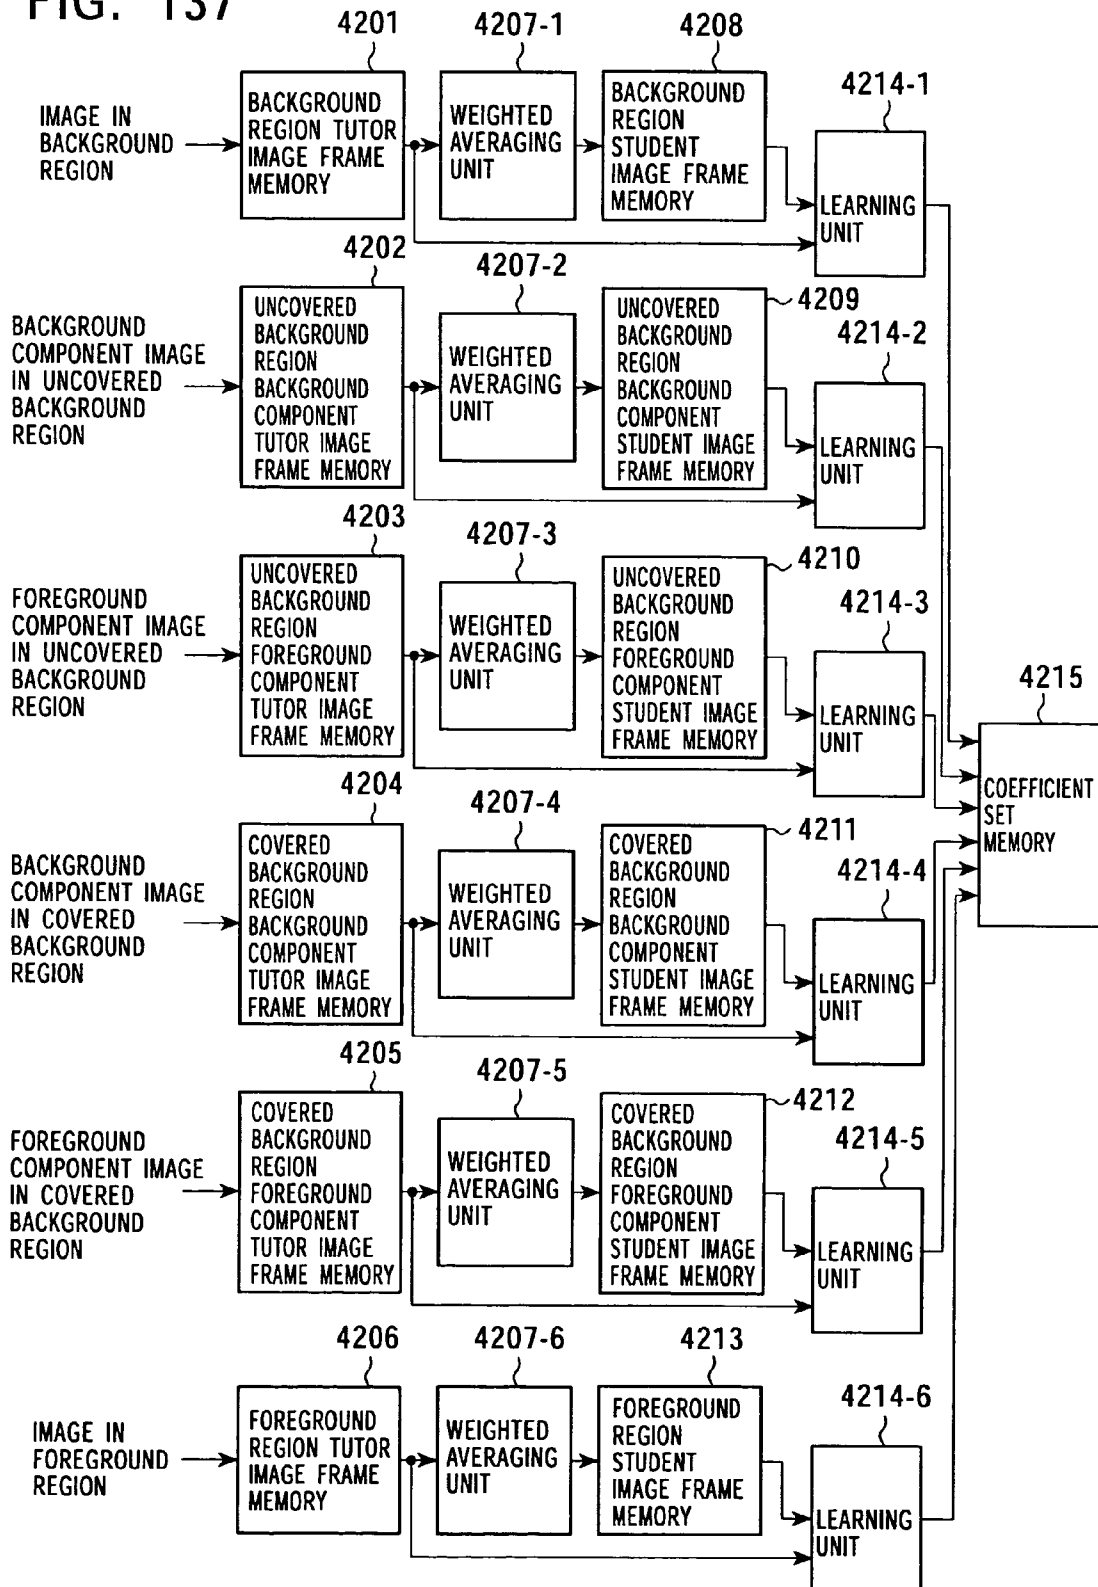 FIG. 137
4201
4207-1
4208
4214-1
IMAGE IN
BACKGROUND
REGION
BACKGROUND
REGION TUTOR
IMAGE FRAME
MEMORY
WEIGHTED
AVERAGING
UNIT
BACKGROUND
REGION
STUDENT
IMAGE FRAME
MEMORY
LEARNING
UNIT
4202
4207-2
4209
4214-2
BACKGROUND
COMPONENT IMAGE
IN UNCOVERED
BACKGROUND
REGION
UNCOVERED
BACKGROUND
REGION
BACKGROUND
COMPONENT
TUTOR IMAGE
FRAME MEMORY
WEIGHTED
AVERAGING
UNIT
UNCOVERED
BACKGROUND
REGION
BACKGROUND
COMPONENT
STUDENT IMAGE
FRAME MEMORY
LEARNING
UNIT
4203
4207-3
4210
4214-3
FOREGROUND
COMPONENT IMAGE
IN UNCOVERED
BACKGROUND
REGION
UNCOVERED
BACKGROUND
REGION
FOREGROUND
COMPONENT
TUTOR IMAGE
FRAME MEMORY
WEIGHTED
AVERAGING
UNIT
UNCOVERED
BACKGROUND
REGION
FOREGROUND
COMPONENT
STUDENT IMAGE
FRAME MEMORY
LEARNING
UNIT
4215
COEFFICIENT
SET
MEMORY
4204
4207-4
4211
4214-4
BACKGROUND
COMPONENT IMAGE
IN COVERED
BACKGROUND
REGION
COVERED
BACKGROUND
REGION
BACKGROUND
COMPONENT
TUTOR IMAGE
FRAME MEMORY
WEIGHTED
AVERAGING
UNIT
COVERED
BACKGROUND
REGION
BACKGROUND
COMPONENT
STUDENT IMAGE
FRAME MEMORY
LEARNING
UNIT
4205
4207-5
4212
4214-5
FOREGROUND
COMPONENT IMAGE
IN COVERED
BACKGROUND
REGION
COVERED
BACKGROUND
REGION
FOREGROUND
COMPONENT
TUTOR IMAGE
FRAME MEMORY
WEIGHTED
AVERAGING
UNIT
COVERED
BACKGROUND
REGION
FOREGROUND
COMPONENT
STUDENT IMAGE
FRAME MEMORY
LEARNING
UNIT
4206
4207-6
4213
4214-6
IMAGE IN
FOREGROUND
REGION
FOREGROUND
REGION TUTOR
IMAGE FRAME
MEMORY
WEIGHTED
AVERAGING
UNIT
FOREGROUND
REGION
STUDENT
IMAGE FRAME
MEMORY
LEARNING
UNIT